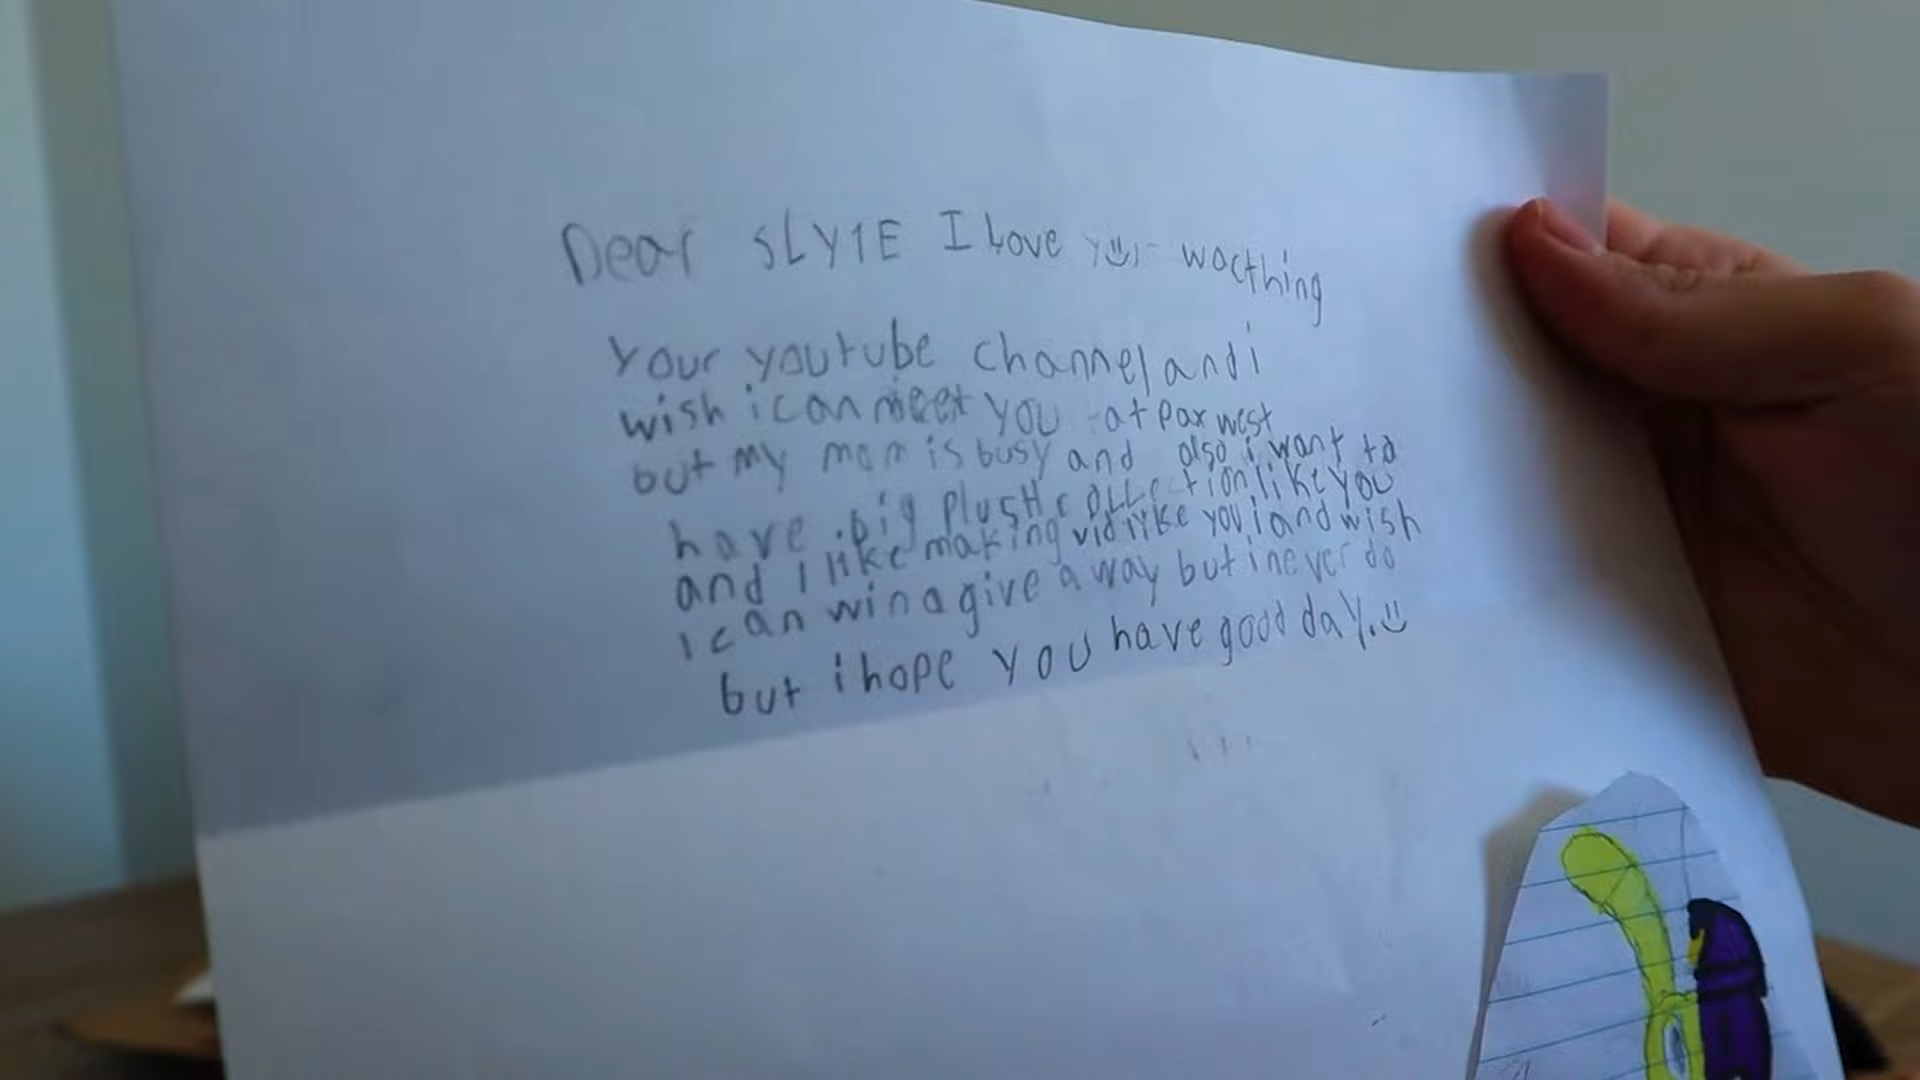 Dear SLYTE I Love your wacthing
Your youtube channel and i
wish i can meet you at Pax west
but my mom is busy and also i want to
have big Plush collection like you
and I like making vid lyke you i and wish
i can win a give a way but i never do
but i hope you have good day. :)